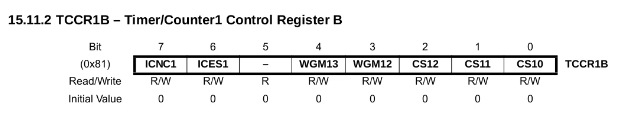 15.11.2 TCCR1B – Timer/Counter1 Control Register B
Bit 7 6 5 4 3 2 1 0
(0x81) ICNC1 ICES1 – WGM13 WGM12 CS12 CS11 CS10 TCCR1B
Read/Write R/W R/W R R/W R/W R/W R/W R/W
Initial Value 0 0 0 0 0 0 0 0